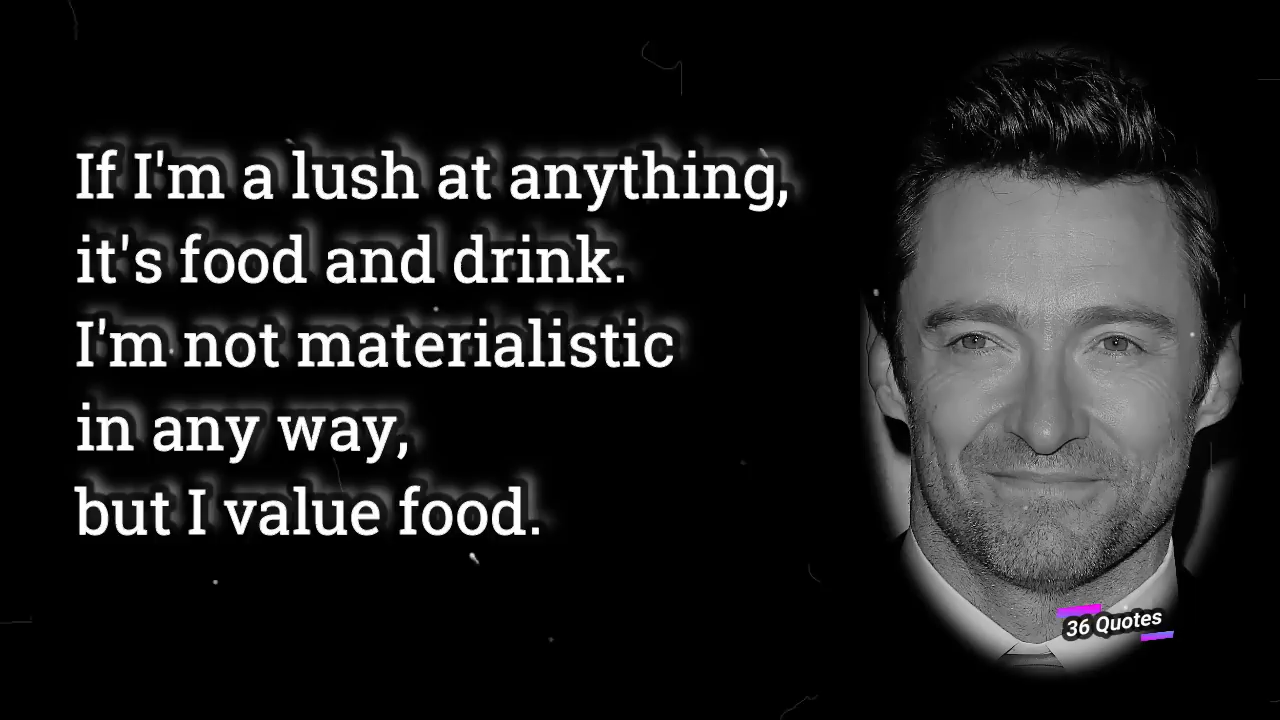 If I'm a lush at anything,
it's food and drink.
I'm not materialistic
in any way,
but I value food.
36 Quotes